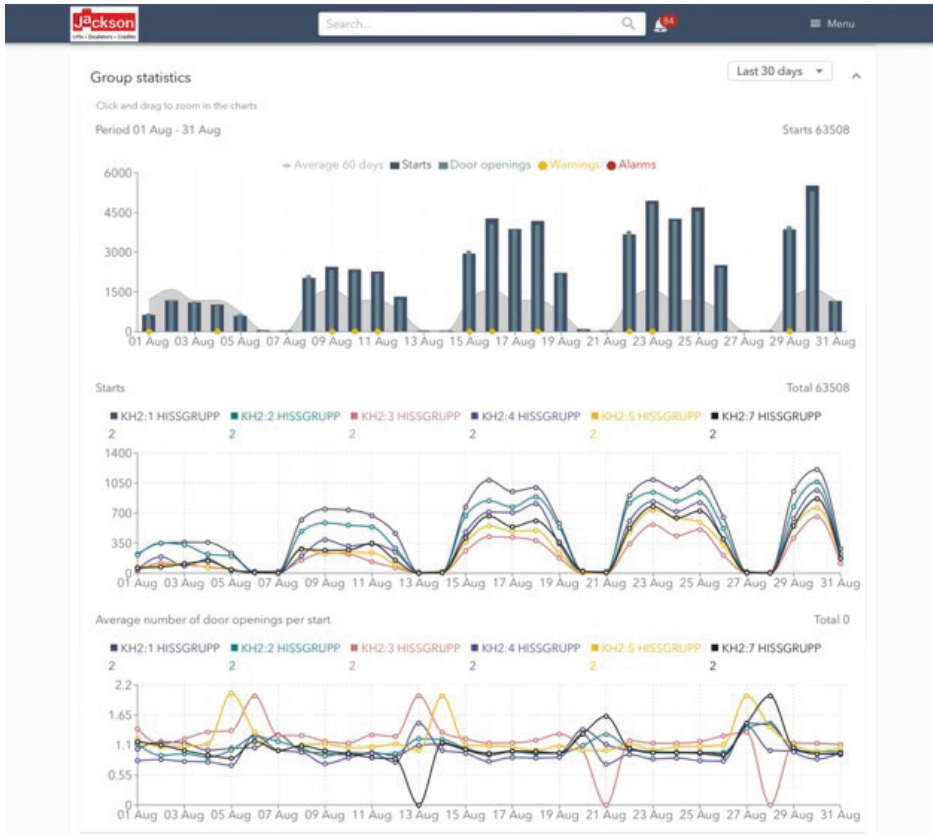 Jackson
Lifts • Escalators • Cradles
Search...
84
Menu
Group statistics
Last 30 days
Click and drag to zoom in the charts
Period 01 Aug - 31 Aug
Starts 63508
Average 60 days Starts Door openings Warnings Alarms
6000
4500
3000
1500
0
01 Aug 03 Aug 05 Aug 07 Aug 09 Aug 11 Aug 13 Aug 15 Aug 17 Aug 19 Aug 21 Aug 23 Aug 25 Aug 27 Aug 29 Aug 31 Aug
Starts
Total 63508
KH2:1 HISSGRUPP KH2:2 HISSGRUPP KH2:3 HISSGRUPP KH2:4 HISSGRUPP KH2:5 HISSGRUPP KH2:7 HISSGRUPP
2 2 2 2 2 2
1400
1050
700
350
0
01 Aug 03 Aug 05 Aug 07 Aug 09 Aug 11 Aug 13 Aug 15 Aug 17 Aug 19 Aug 21 Aug 23 Aug 25 Aug 27 Aug 29 Aug 31 Aug
Average number of door openings per start
Total 0
KH2:1 HISSGRUPP KH2:2 HISSGRUPP KH2:3 HISSGRUPP KH2:4 HISSGRUPP KH2:5 HISSGRUPP KH2:7 HISSGRUPP
2 2 2 2 2 2
2.2
1.65
1.1
0.55
0
01 Aug 03 Aug 05 Aug 07 Aug 09 Aug 11 Aug 13 Aug 15 Aug 17 Aug 19 Aug 21 Aug 23 Aug 25 Aug 27 Aug 29 Aug 31 Aug